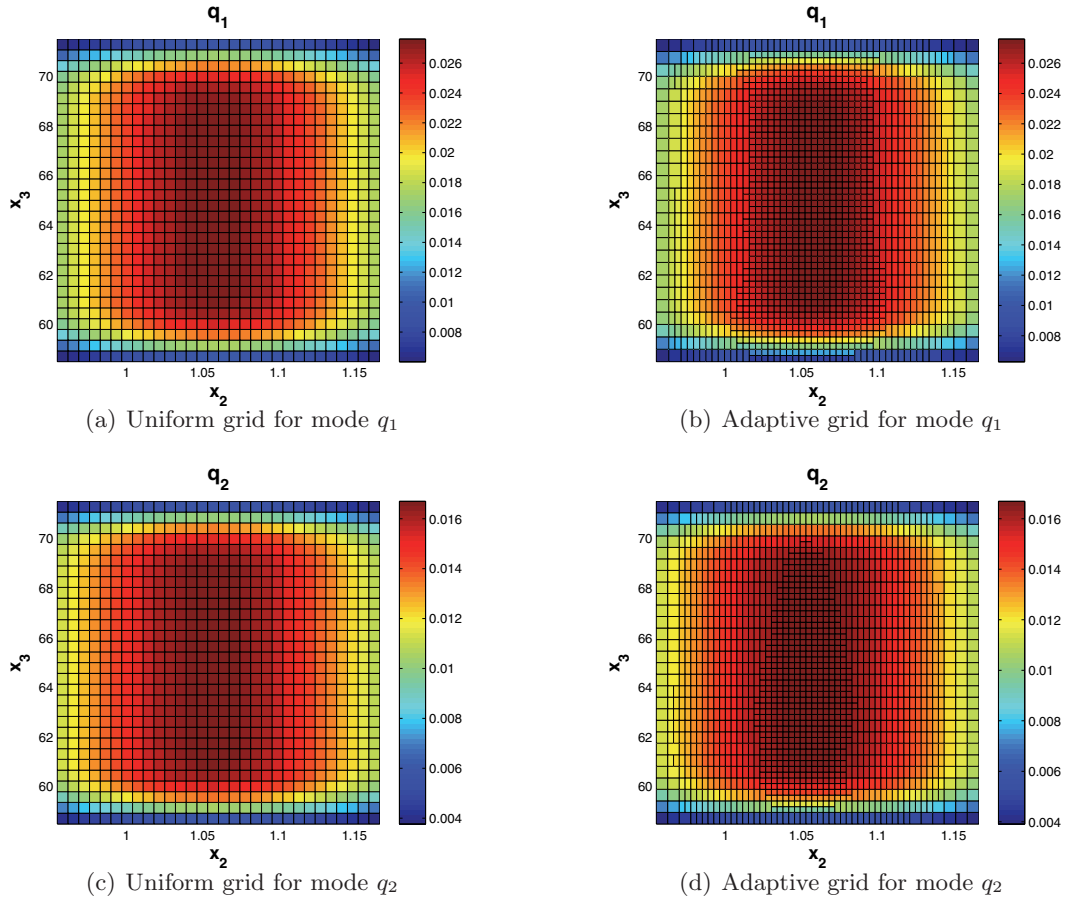 q1
x3
70
68
66
64
62
60
1 1.05 1.1 1.15
x2
0.026
0.024
0.022
0.02
0.018
0.016
0.014
0.012
0.01
0.008
(a) Uniform grid for mode q1
q1
x3
70
68
66
64
62
60
1 1.05 1.1 1.15
x2
0.026
0.024
0.022
0.02
0.018
0.016
0.014
0.012
0.01
0.008
(b) Adaptive grid for mode q1
q2
x3
70
68
66
64
62
60
1 1.05 1.1 1.15
x2
0.016
0.014
0.012
0.01
0.008
0.006
0.004
(c) Uniform grid for mode q2
q2
x3
70
68
66
64
62
60
1 1.05 1.1 1.15
x2
0.016
0.014
0.012
0.01
0.008
0.006
0.004
(d) Adaptive grid for mode q2